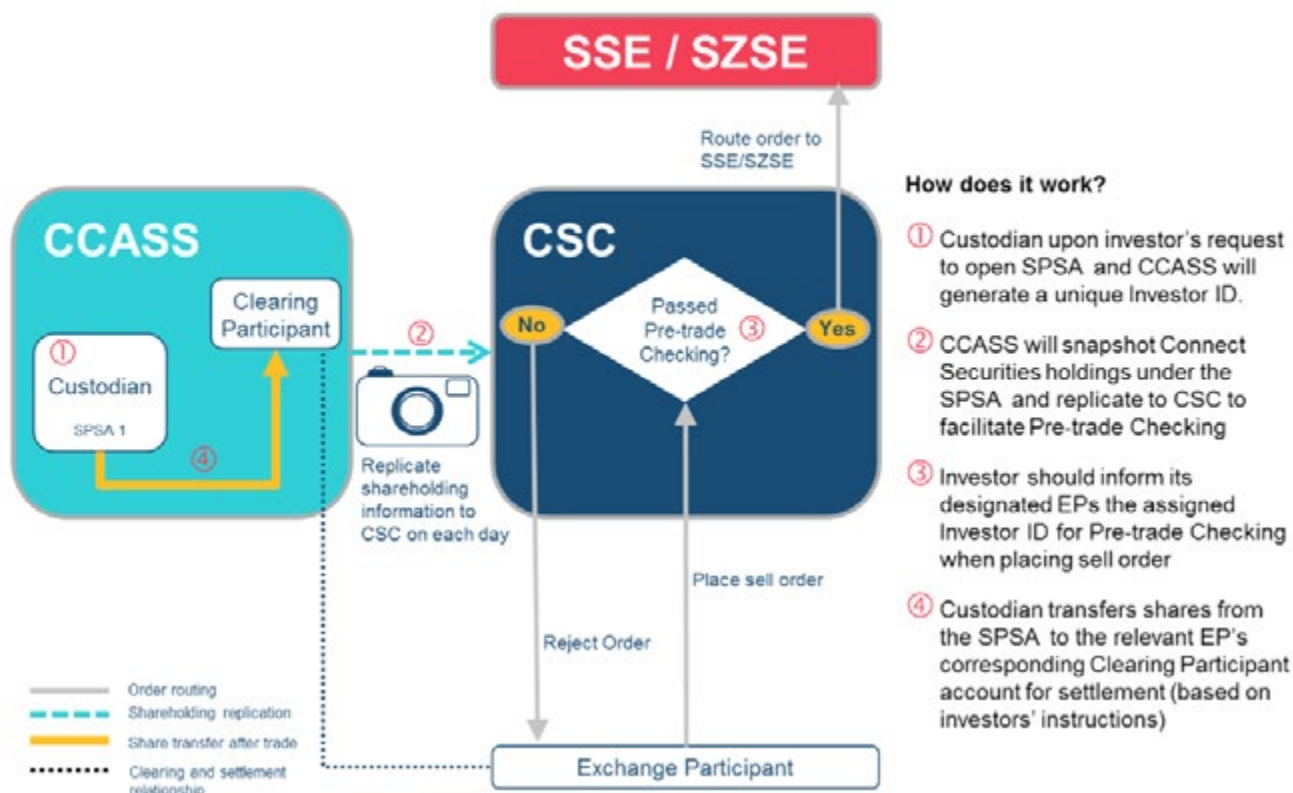 SSE / SZSE
Route order to
SSE/SZSE
CCASS
Clearing
Participant
①
Custodian
SPSA 1
④
②
Replicate
shareholding
information to
CSC on each day
CSC
No
Passed
Pre-trade
Checking?
③
Yes
Place sell order
Reject Order
Exchange Participant
Order routing
Shareholding replication
Share transfer after trade
Clearing and settlement
relationship
How does it work?
① Custodian upon investor's request
to open SPSA and CCASS will
generate a unique Investor ID.
② CCASS will snapshot Connect
Securities holdings under the
SPSA and replicate to CSC to
facilitate Pre-trade Checking
③ Investor should inform its
designated EPs the assigned
Investor ID for Pre-trade Checking
when placing sell order
④ Custodian transfers shares from
the SPSA to the relevant EP's
corresponding Clearing Participant
account for settlement (based on
investors' instructions)